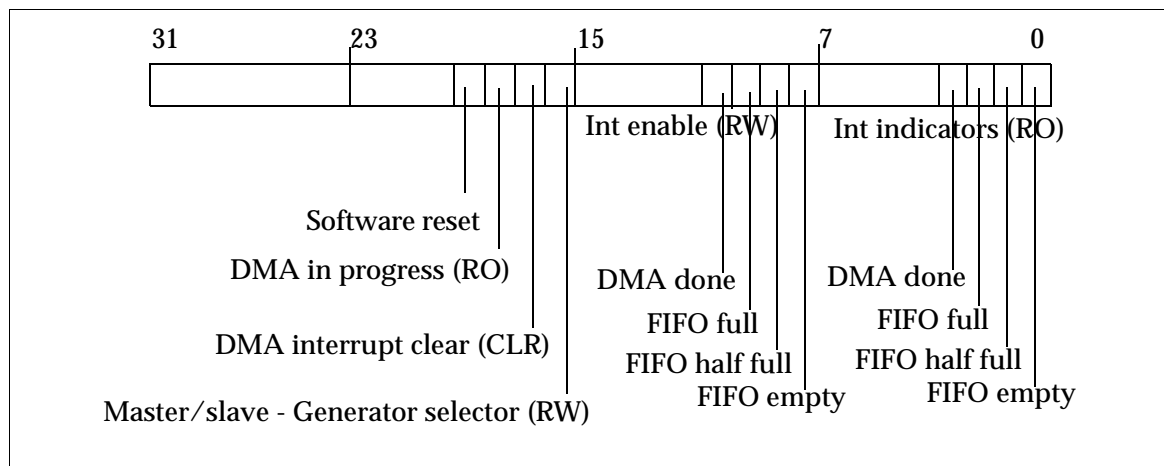 31 23 15 7 0
Int enable (RW) Int indicators (RO)
Software reset
DMA in progress (RO) DMA done DMA done
FIFO full FIFO full
DMA interrupt clear (CLR) FIFO half full FIFO half full
Master/slave - Generator selector (RW) FIFO empty FIFO empty